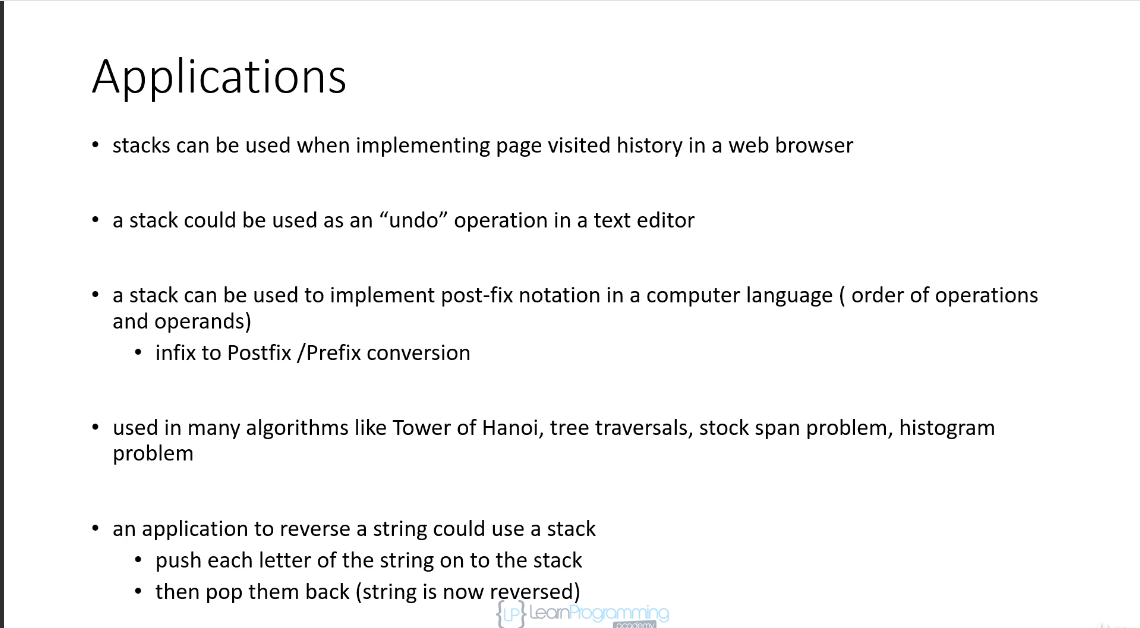 Applications
• stacks can be used when implementing page visited history in a web browser
• a stack could be used as an “undo” operation in a text editor
• a stack can be used to implement post-fix notation in a computer language ( order of operations
and operands)
• infix to Postfix /Prefix conversion
• used in many algorithms like Tower of Hanoi, tree traversals, stock span problem, histogram
problem
• an application to reverse a string could use a stack
• push each letter of the string on to the stack
• then pop them back (string is now reversed)
{LP} LearnProgramming
academy